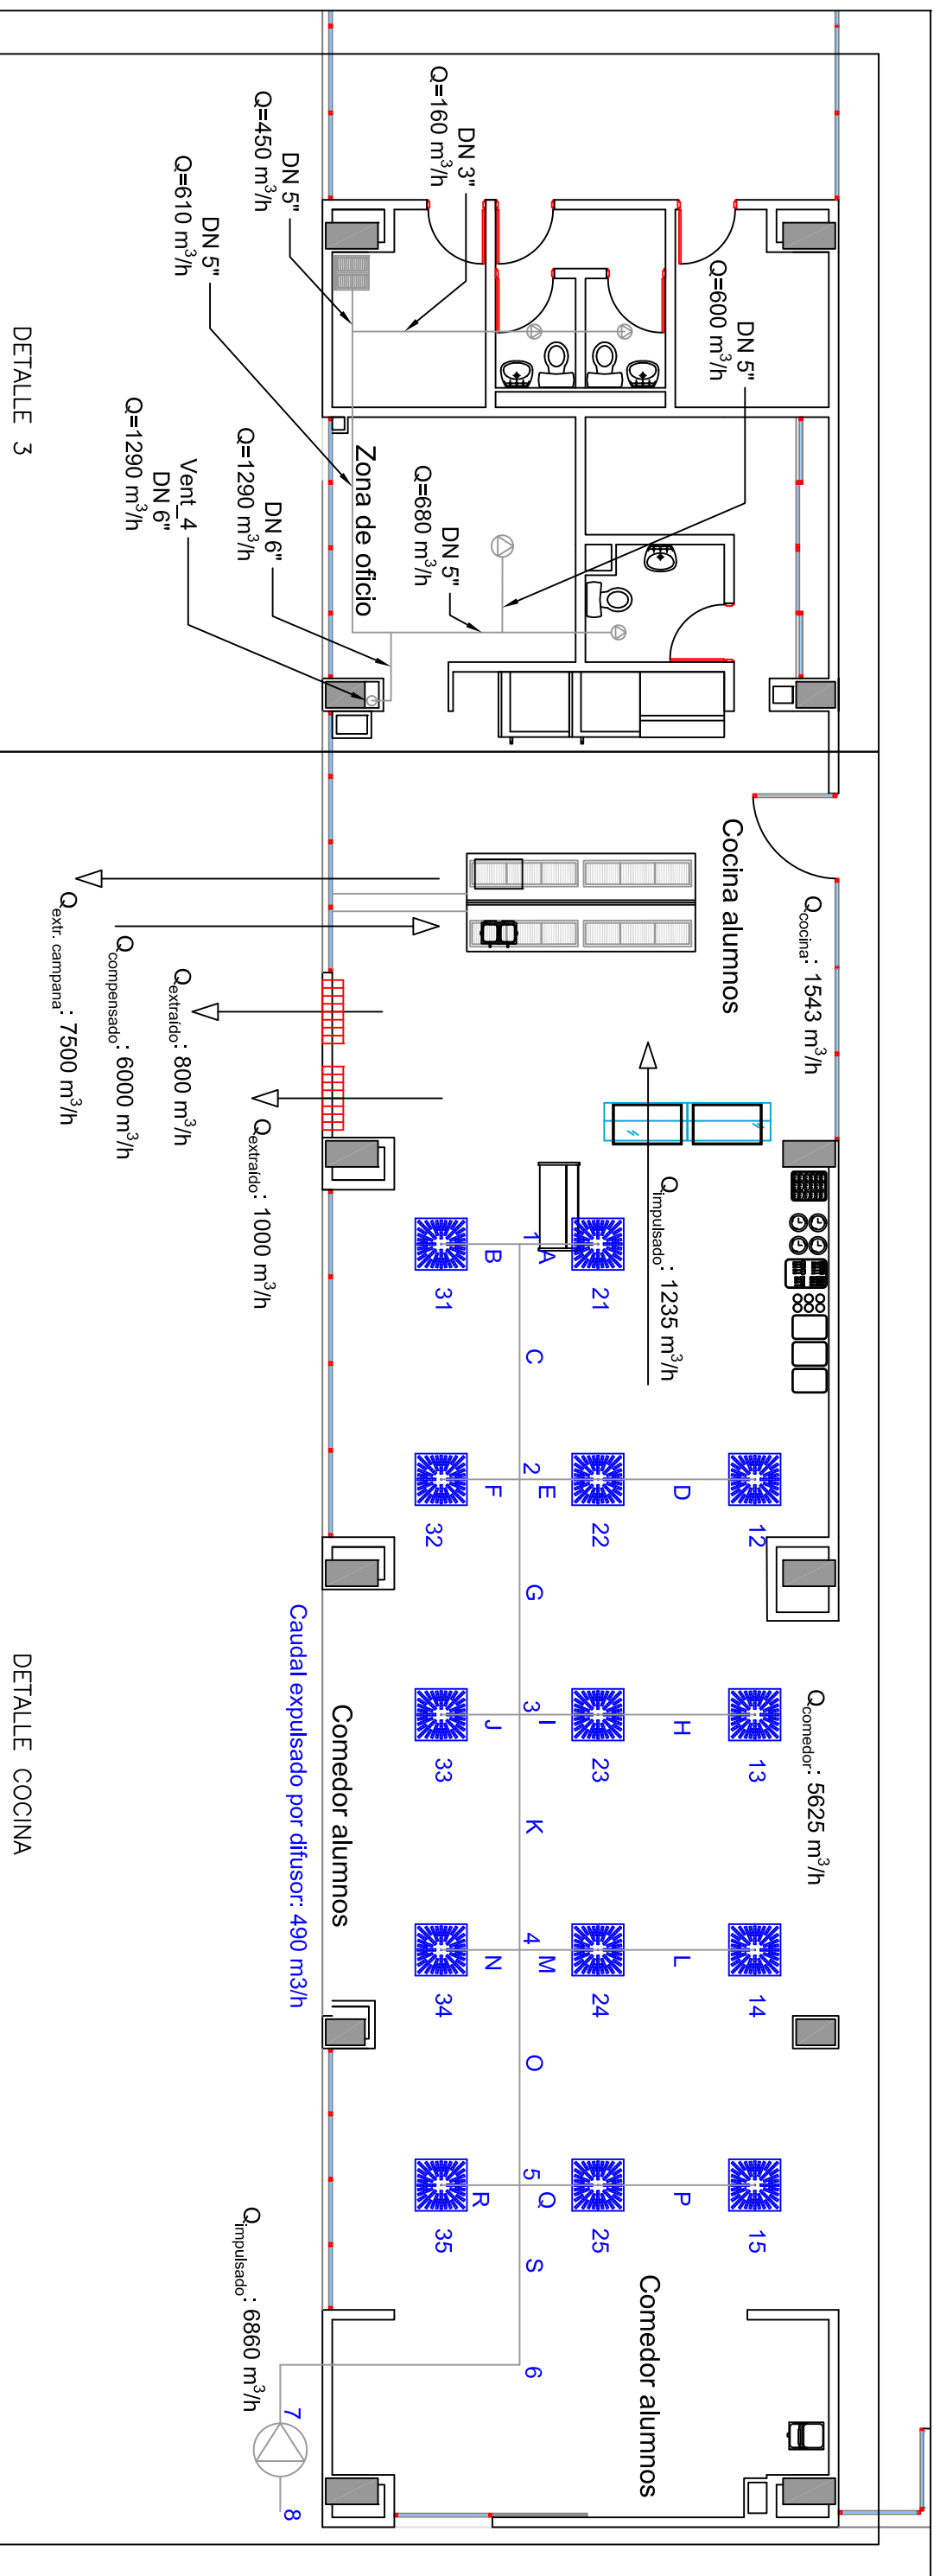 DN 3"
Q=160 m³/h
DN 5"
Q=450 m³/h
DN 5"
Q=610 m³/h
DN 5"
Q=600 m³/h
DN 5"
Q=680 m³/h
Zona de oficio
DN 6"
Q=1290 m³/h
Vent_4
DN 6"
Q=1290 m³/h
DETALLE 3
Cocina alumnos
Qcocina: 1543 m³/h
Qextraído: 800 m³/h
Qcompensado: 6000 m³/h
Qextr. campana: 7500 m³/h
Qextraído: 1000 m³/h
Qimpulsado: 1235 m³/h
1
A
B
21
31
C
2
E
F
D
12
22
32
G
Qcomedor: 5625 m³/h
3
I
J
H
13
23
33
K
Comedor alumnos
Caudal expulsado por difusor: 490 m3/h
4
M
N
L
14
24
34
O
5
Q
R
P
15
25
35
S
Comedor alumnos
6
Qimpulsado: 6860 m³/h
7
8
DETALLE COCINA